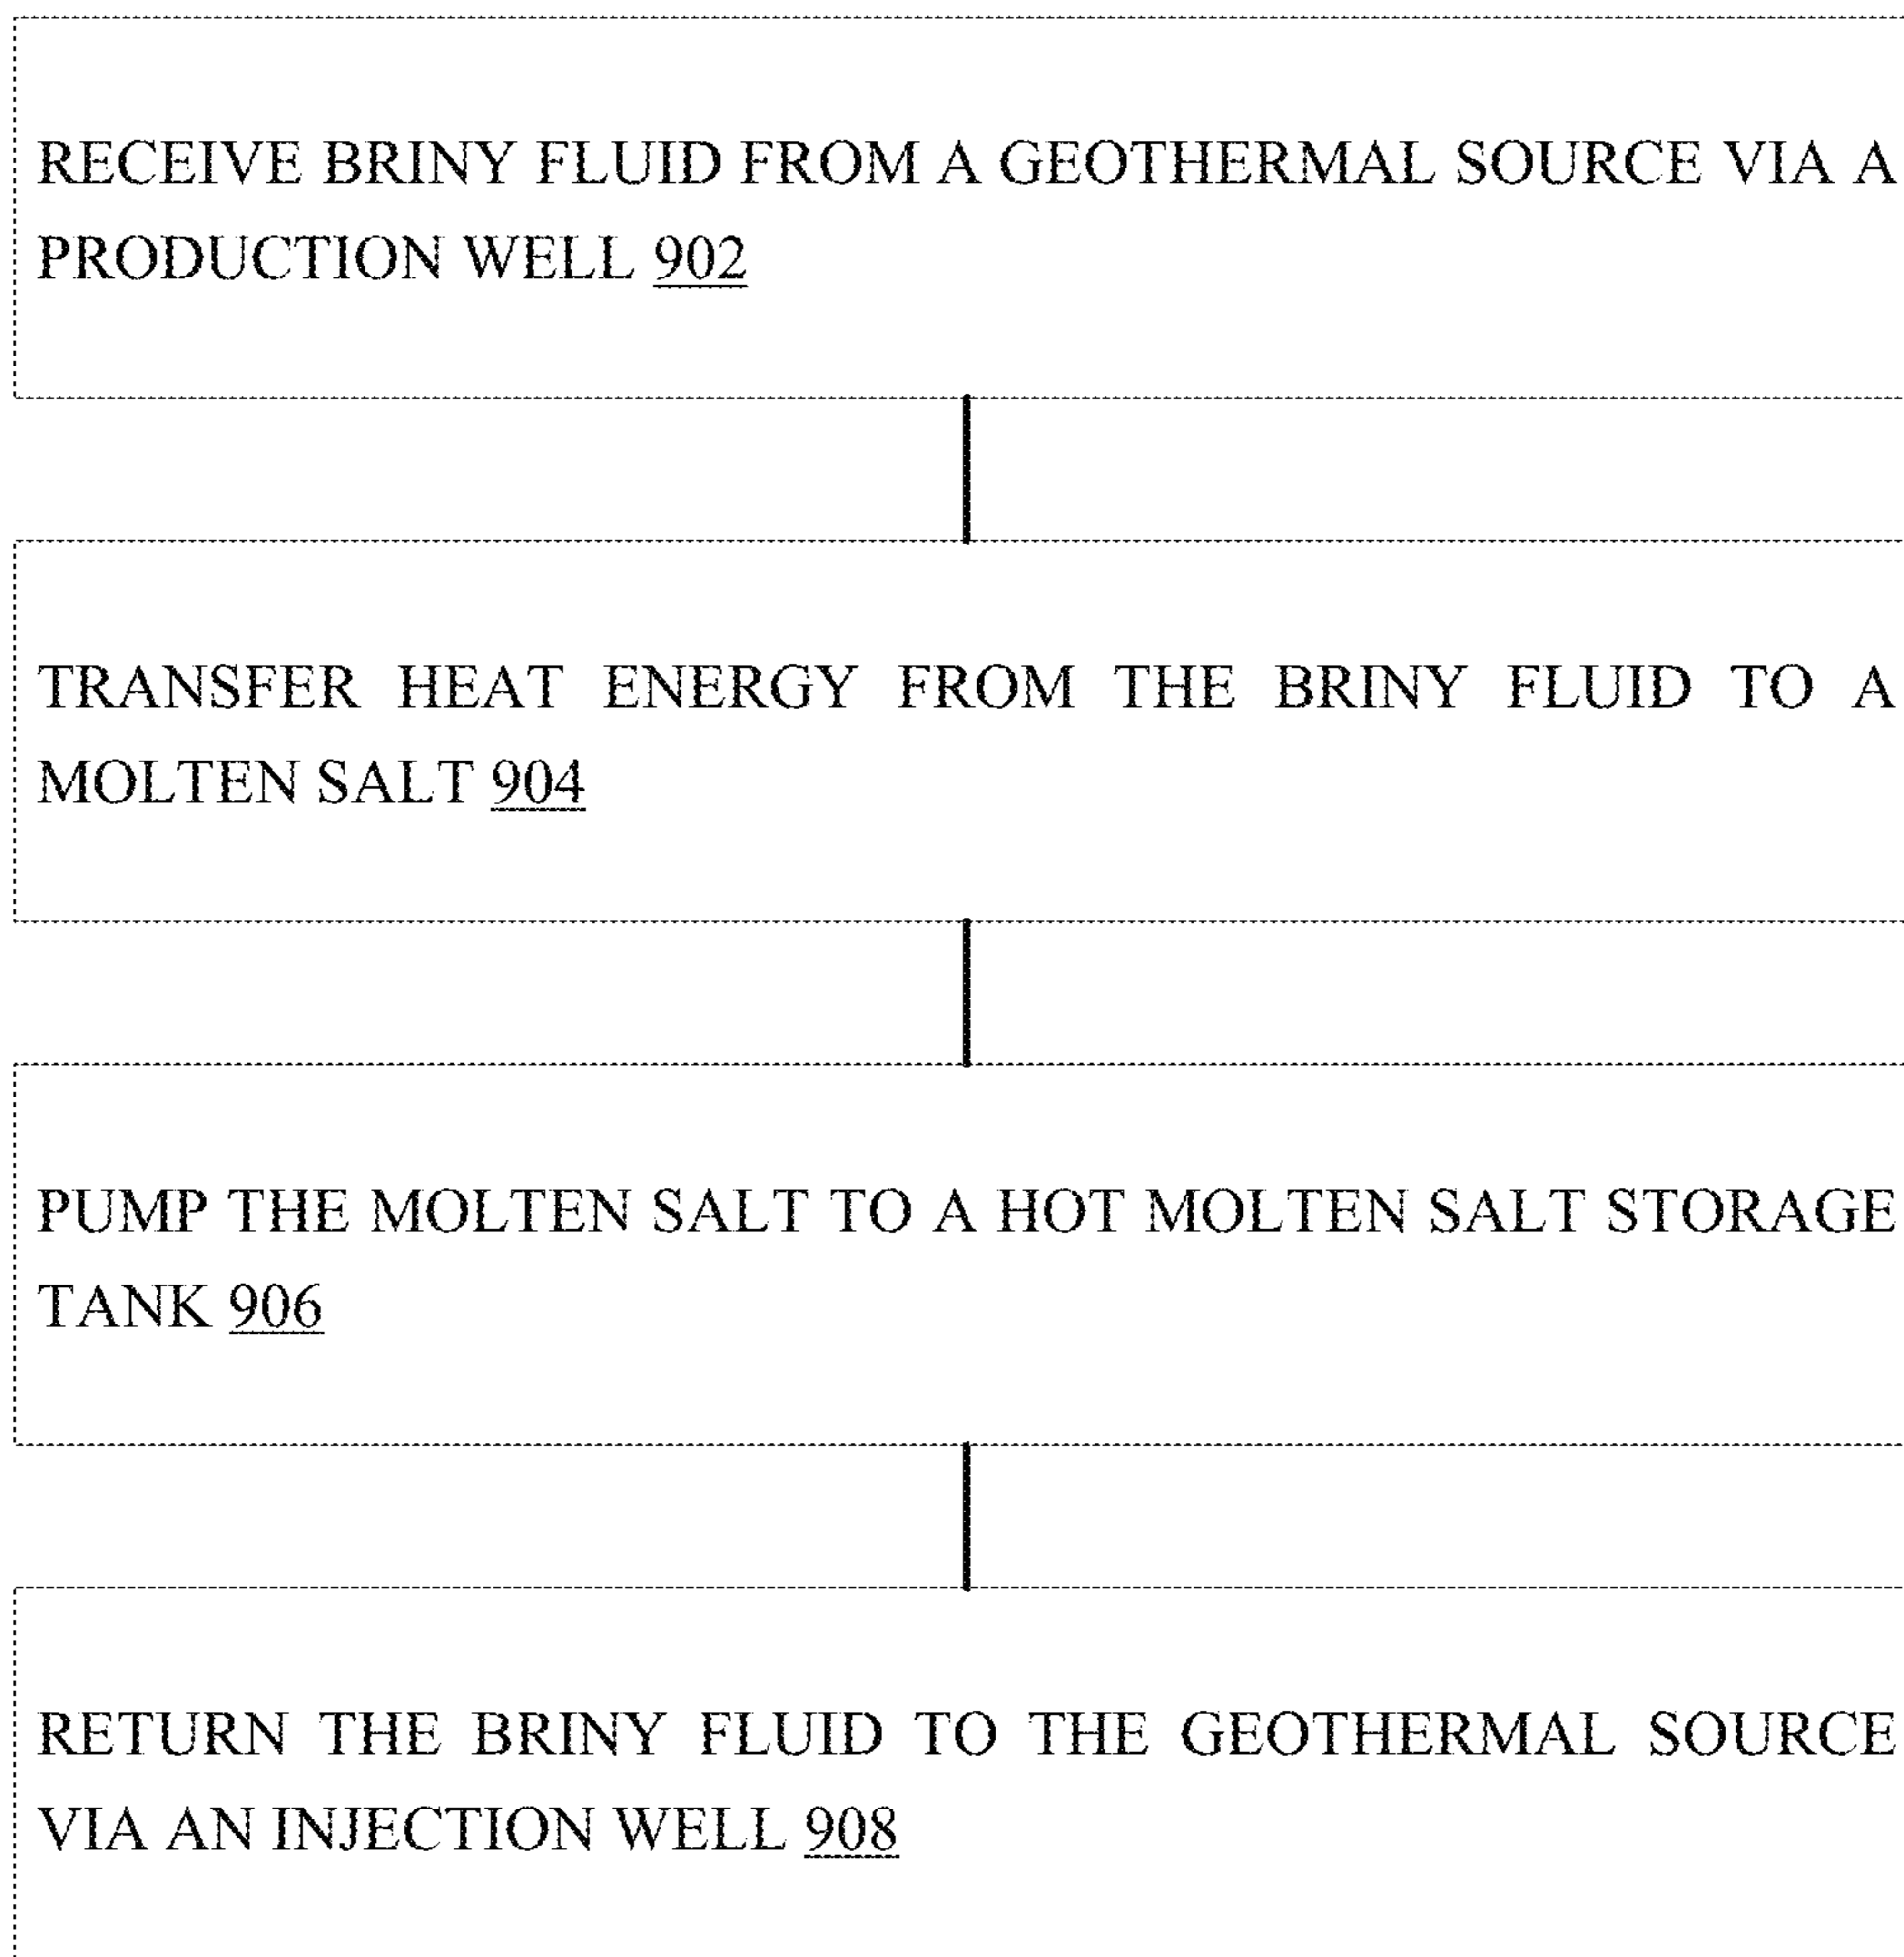 RECEIVE BRINY FLUID FROM A GEOTHERMAL SOURCE VIA A
PRODUCTION WELL 902
TRANSFER HEAT ENERGY FROM THE BRINY FLUID TO A
MOLTEN SALT 904
PUMP THE MOLTEN SALT TO A HOT MOLTEN SALT STORAGE
TANK 906
RETURN THE BRINY FLUID TO THE GEOTHERMAL SOURCE
VIA AN INJECTION WELL 908